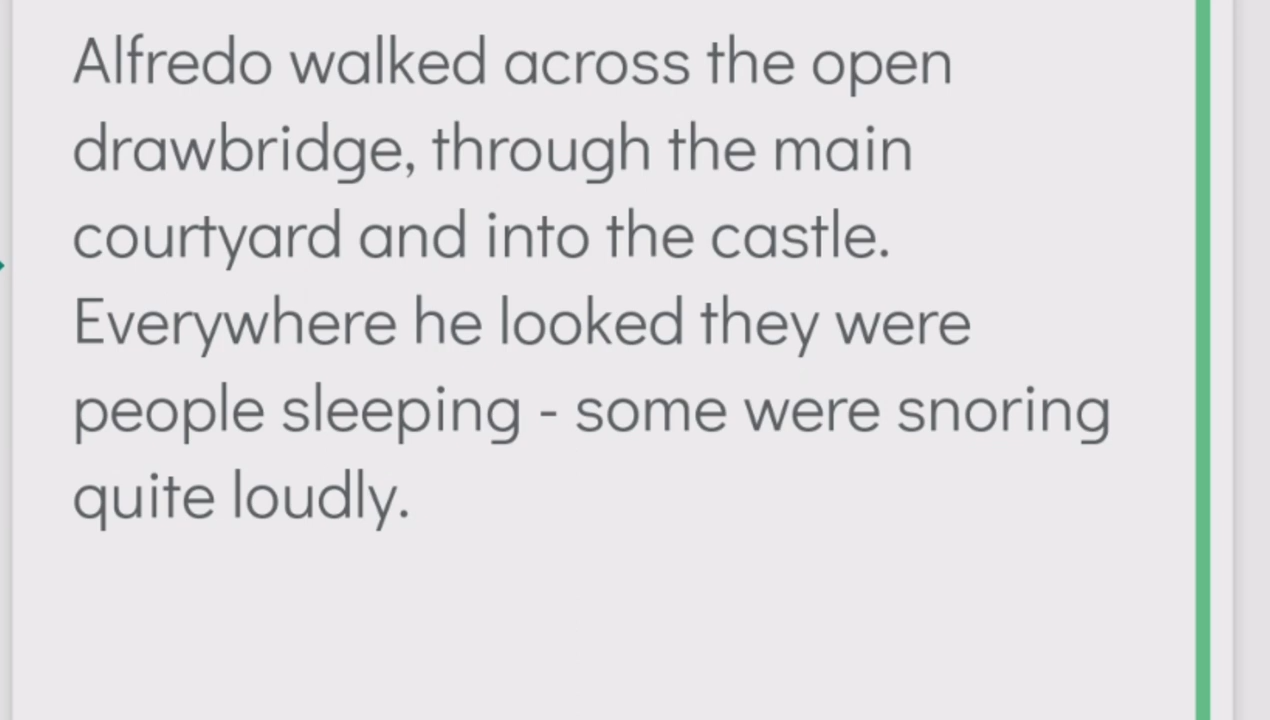 Alfredo walked across the open
drawbridge, through the main
courtyard and into the castle.
Everywhere he looked they were
people sleeping - some were snoring
quite loudly.